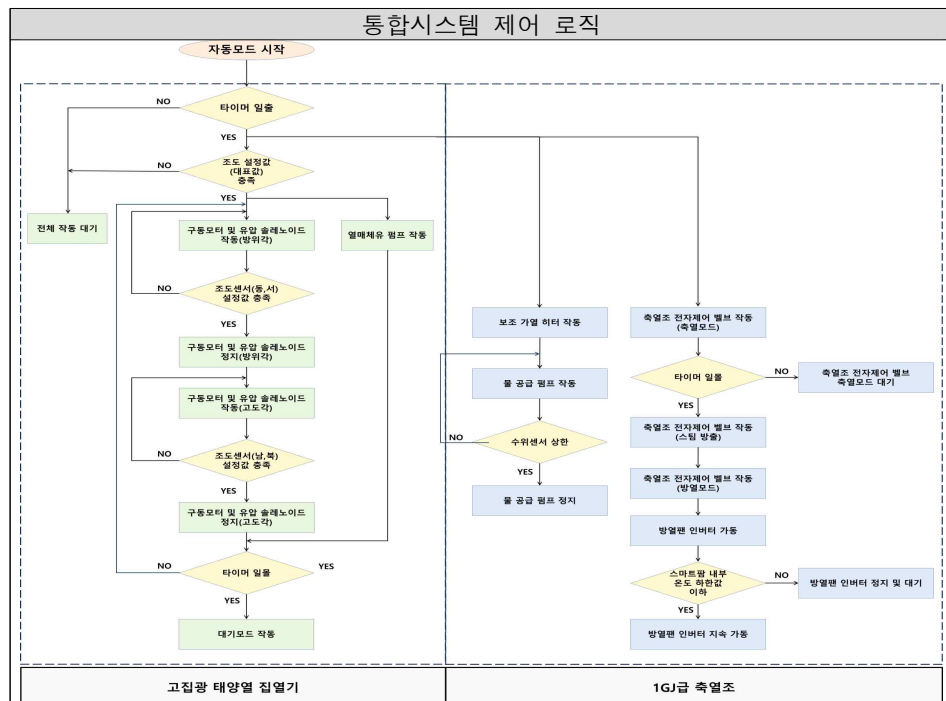 통합시스템 제어 로직
자동모드 시작
타이머 일출
NO
YES
조도 설정값
(대표값)
충족
NO
YES
전체 작동 대기
구동모터 및 유압 솔레노이드
작동(방위각)
열매체유 펌프 작동
조도센서(동,서)
설정값 충족
NO
YES
구동모터 및 유압 솔레노이드
정지(방위각)
구동모터 및 유압 솔레노이드
작동(고도각)
조도센서(남,북)
설정값 충족
NO
YES
구동모터 및 유압 솔레노이드
정지(고도각)
타이머 일몰
NO
YES
YES
대기모드 작동
보조 가열 히터 작동
물 공급 펌프 작동
수위센서 상한
NO
YES
물 공급 펌프 정지
축열조 전자제어 벨브 작동
(축열모드)
타이머 일몰
NO
축열조 전자제어 벨브
축열모드 대기
YES
축열조 전자제어 벨브 작동
(스팀 방출)
축열조 전자제어 벨브 작동
(방열모드)
방열팬 인버터 가동
스마트팜 내부
온도 하한값
이하
NO
방열팬 인버터 정지 및 대기
YES
방열팬 인버터 지속 가동
고집광 태양열 집열기
1GJ급 축열조